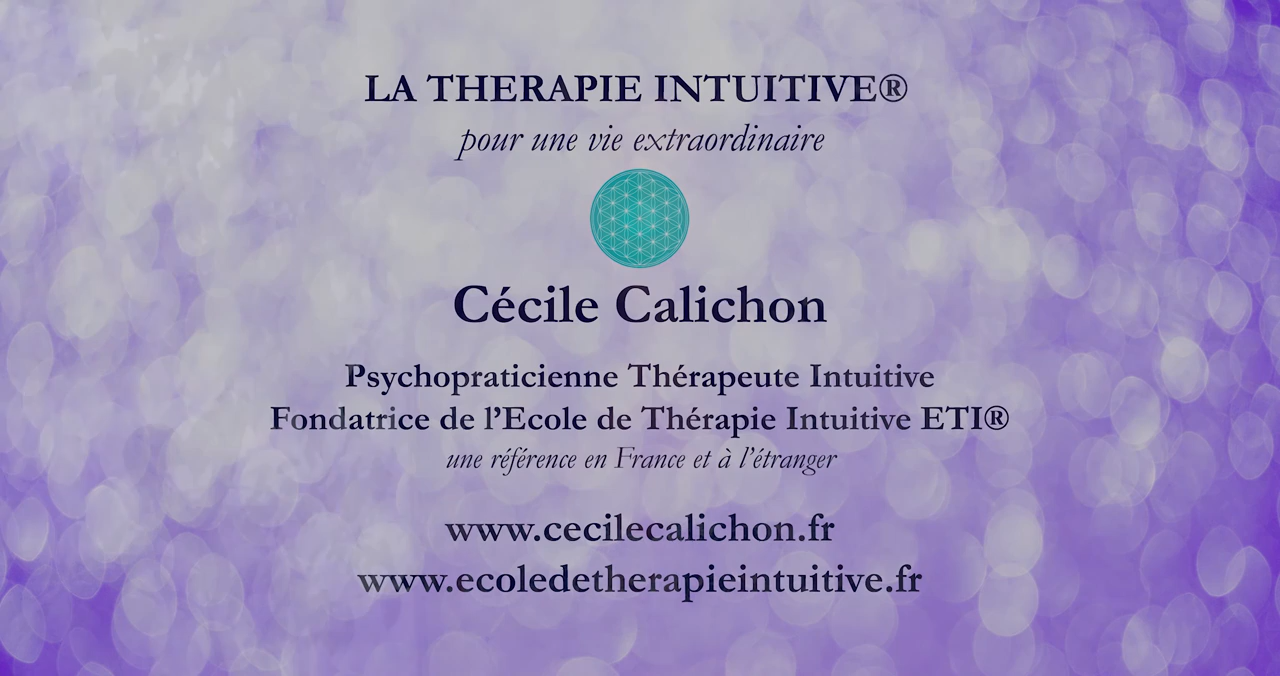 LA THERAPIE INTUITIVE®
pour une vie extraordinaire
Cécile Calichon
Psychopraticienne Thérapeute Intuitive
Fondatrice de l’Ecole de Thérapie Intuitive ETI®
une référence en France et à l’étranger
www.cecilecalichon.fr
www.ecoledetherapieintuitive.fr